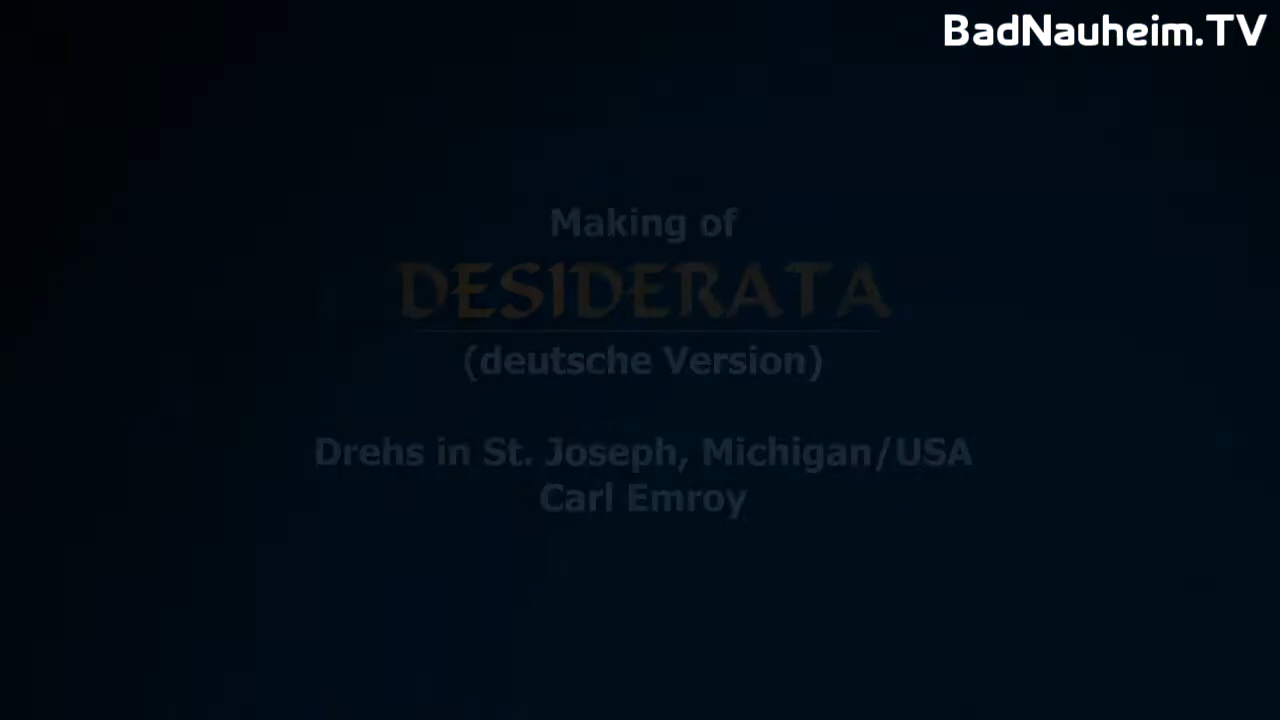 BadNauheim.TV
Making of
DESIDERATA
(deutsche Version)
Drehs in St. Joseph, Michigan/USA
Carl Emroy